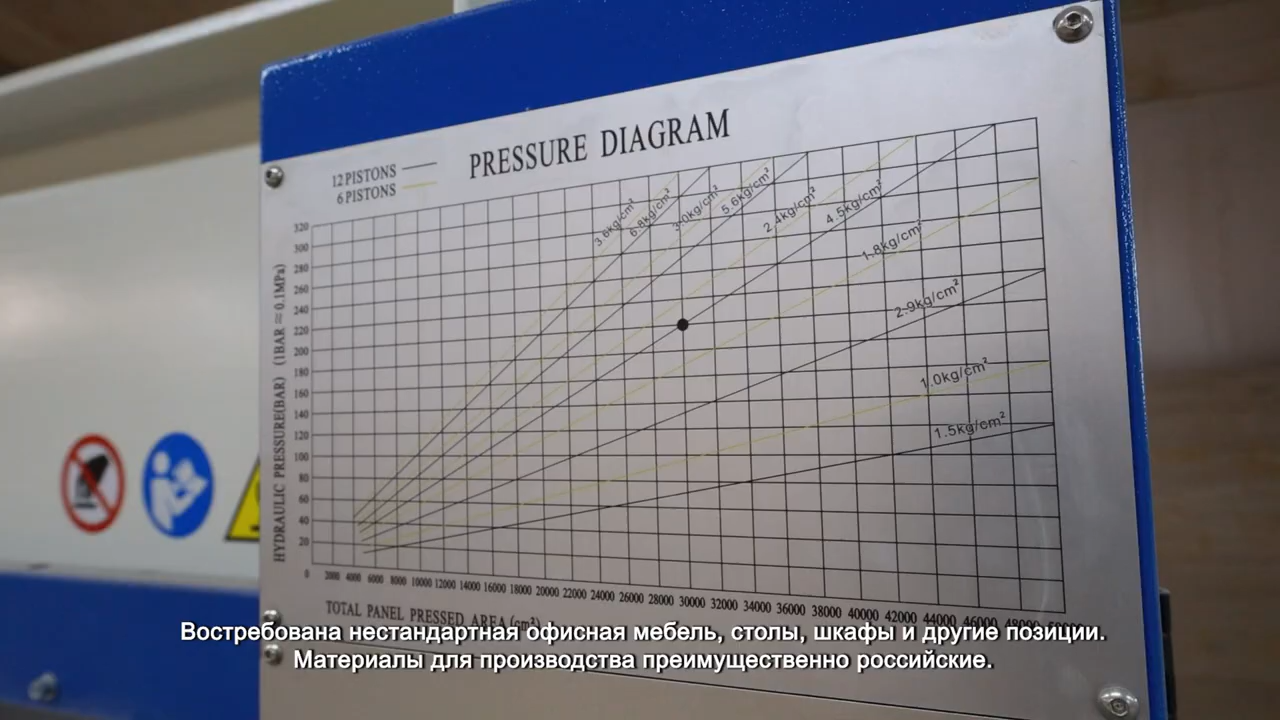 PRESSURE DIAGRAM
12 PISTONS
6 PISTONS
3.6kg/cm²
6.8kg/cm²
3.0kg/cm²
5.6kg/cm²
2.4kg/cm²
4.5kg/cm²
1.8kg/cm²
2.9kg/cm²
1.0kg/cm²
1.5kg/cm²
HYDRAULIC PRESSURE(BAR) (1BAR ≈ 0.1MPa)
320
300
280
260
240
220
200
180
160
140
120
100
80
60
40
20
0 2000 4000 6000 8000 10000 12000 14000 16000 18000 20000 22000 24000 26000 28000 30000 32000 34000 36000 38000 40000 42000 44000 46000 48000
TOTAL PANEL PRESSED AREA (cm²)
Востребована нестандартная офисная мебель, столы, шкафы и другие позиции.
Материалы для производства преимущественно российские.